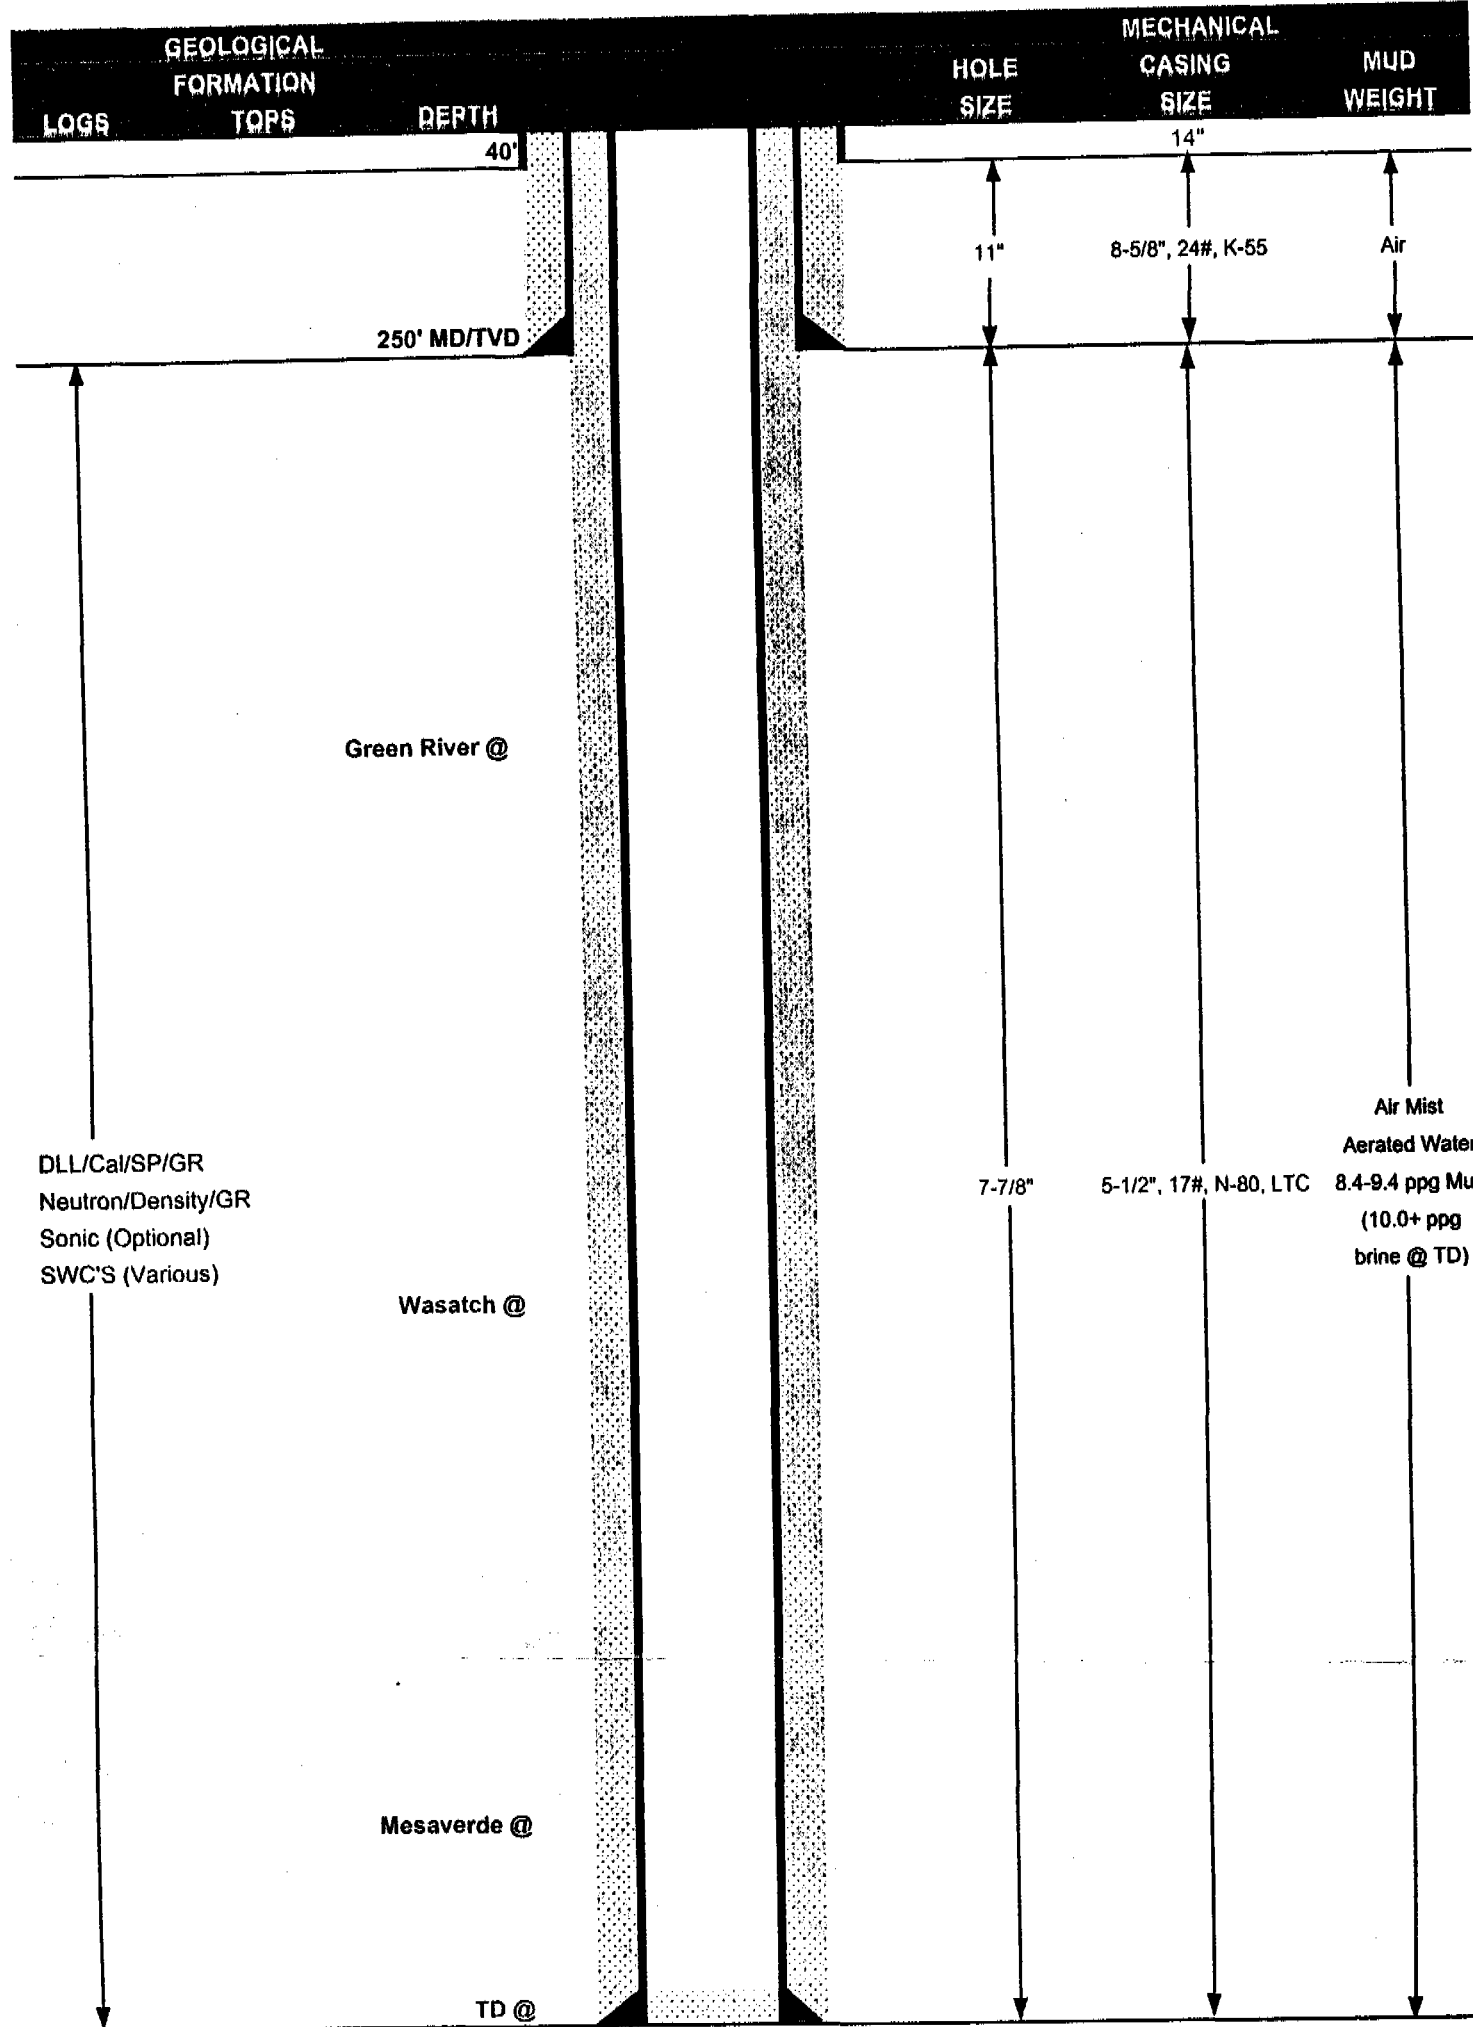 GEOLOGICAL
MECHANICAL
FORMATION
HOLE CASING MUD
LOGS TOPS DEPTH
SIZE SIZE WEIGHT
40'
14"
11" 8-5/8", 24#, K-55 Air
250' MD/TVD
Green River @
Air Mist
DLL/Cal/SP/GR
Aerated Water
Neutron/Density/GR
7-7/8" 5-1/2", 17#, N-80, LTC 8.4-9.4 ppg Mu
Sonic (Optional)
(10.0+ ppg
SWC'S (Various)
brine @ TD)
Wasatch @
Mesaverde @
TD @